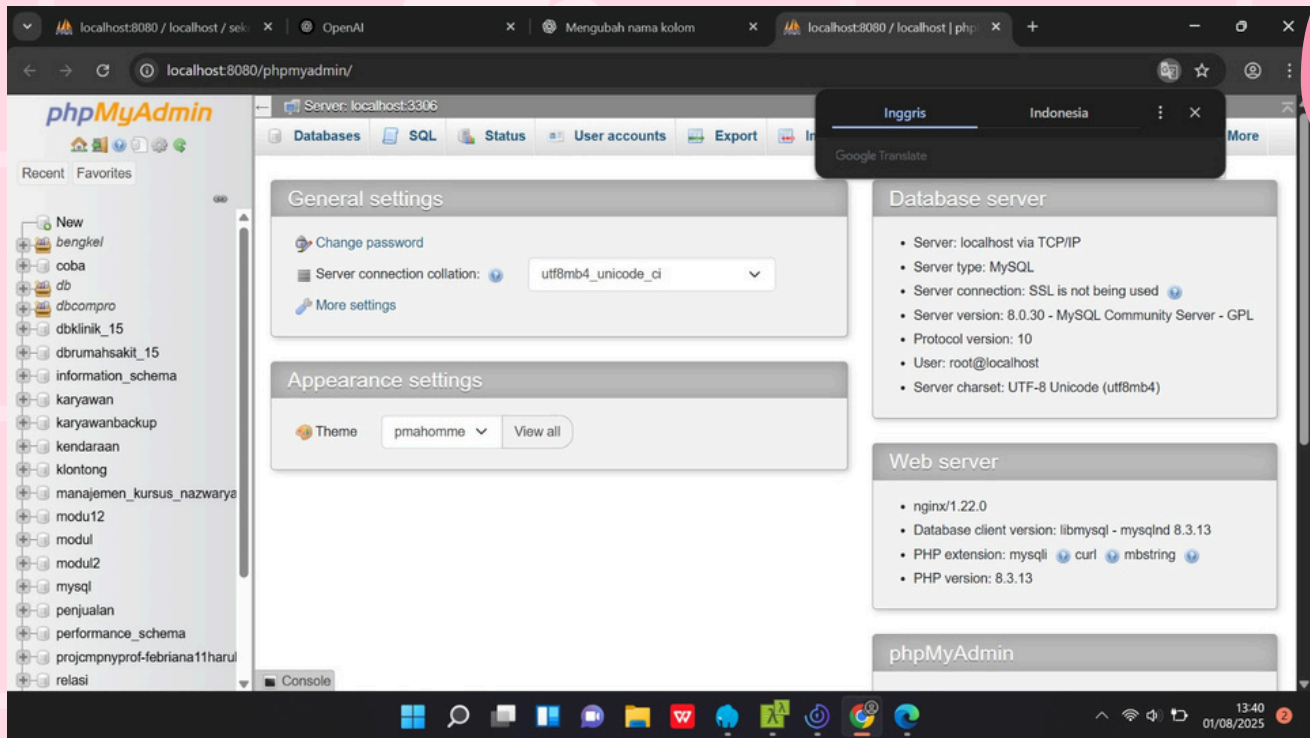 localhost:8080 / localhost / sek
OpenAI
Mengubah nama kolom
localhost:8080 / localhost | php
localhost:8080/phpmyadmin/
phpMyAdmin
Recent Favorites
New
bengkel
coba
db
dbcompro
dbklinik_15
dbrumahsakit_15
information_schema
karyawan
karyawanbackup
kendaraan
klontong
manajemen_kursus_nazwarya
modu12
modul
modul2
mysql
penjualan
performance_schema
projcmpnyprof-febriana11harul
relasi
Server: localhost:3306
Databases SQL Status User accounts Export In More
Inggris Indonesia
Google Translate
General settings
Change password
Server connection collation: utf8mb4_unicode_ci
More settings
Appearance settings
Theme pmahomme View all
Database server
• Server: localhost via TCP/IP
• Server type: MySQL
• Server connection: SSL is not being used
• Server version: 8.0.30 - MySQL Community Server - GPL
• Protocol version: 10
• User: root@localhost
• Server charset: UTF-8 Unicode (utf8mb4)
Web server
• nginx/1.22.0
• Database client version: libmysql - mysqlnd 8.3.13
• PHP extension: mysqli curl mbstring
• PHP version: 8.3.13
phpMyAdmin
Console
13:40
01/08/2025
2